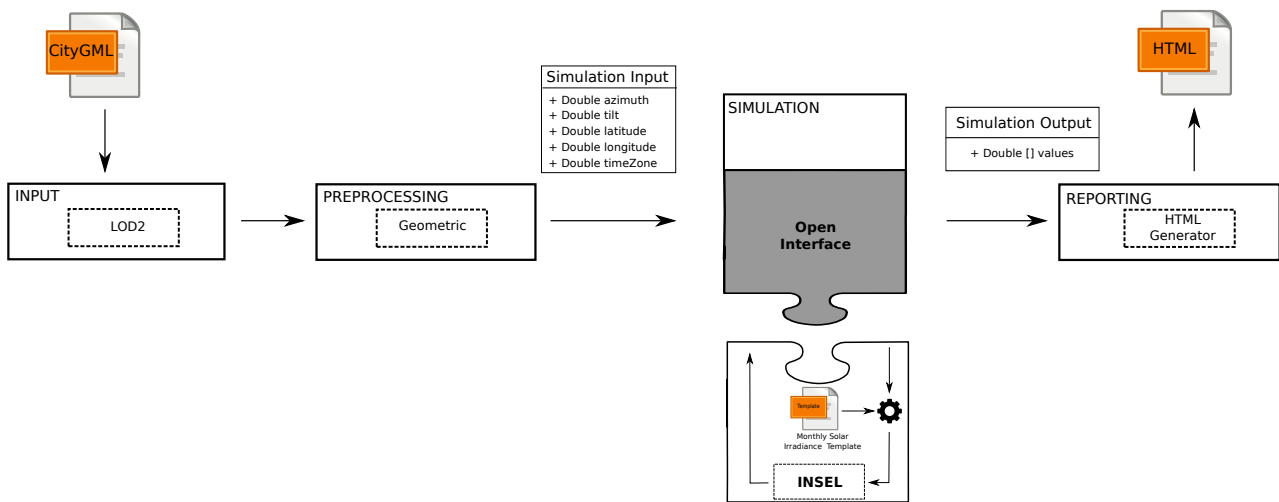 CityGML
INPUT
LOD2
PREPROCESSING
Geometric
Simulation Input
+ Double azimuth
+ Double tilt
+ Double latitude
+ Double longitude
+ Double timeZone
SIMULATION
Open
Interface
Template
Monthly Solar
Irradiance Template
INSEL
Simulation Output
+ Double [] values
REPORTING
HTML
Generator
HTML